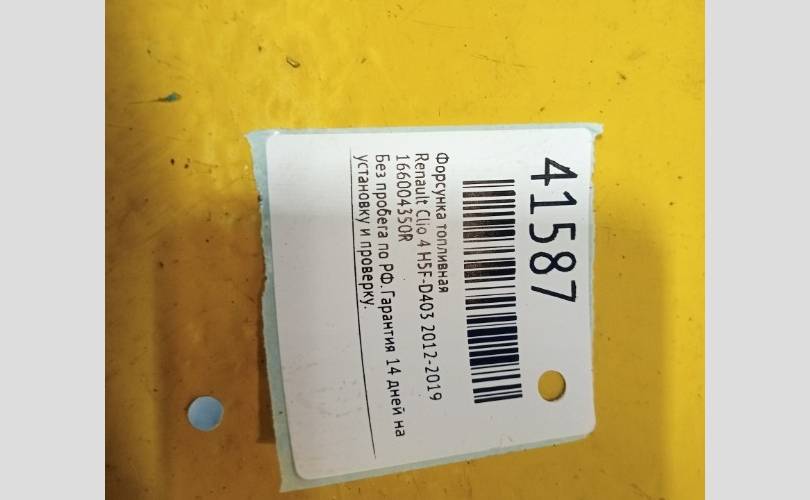 41587
Форсунка топливная
Renault Clio 4 H5F-D403 2012-2019
166004350R
Без пробега по РФ. Гарантия 14 дней на
установку и проверку.